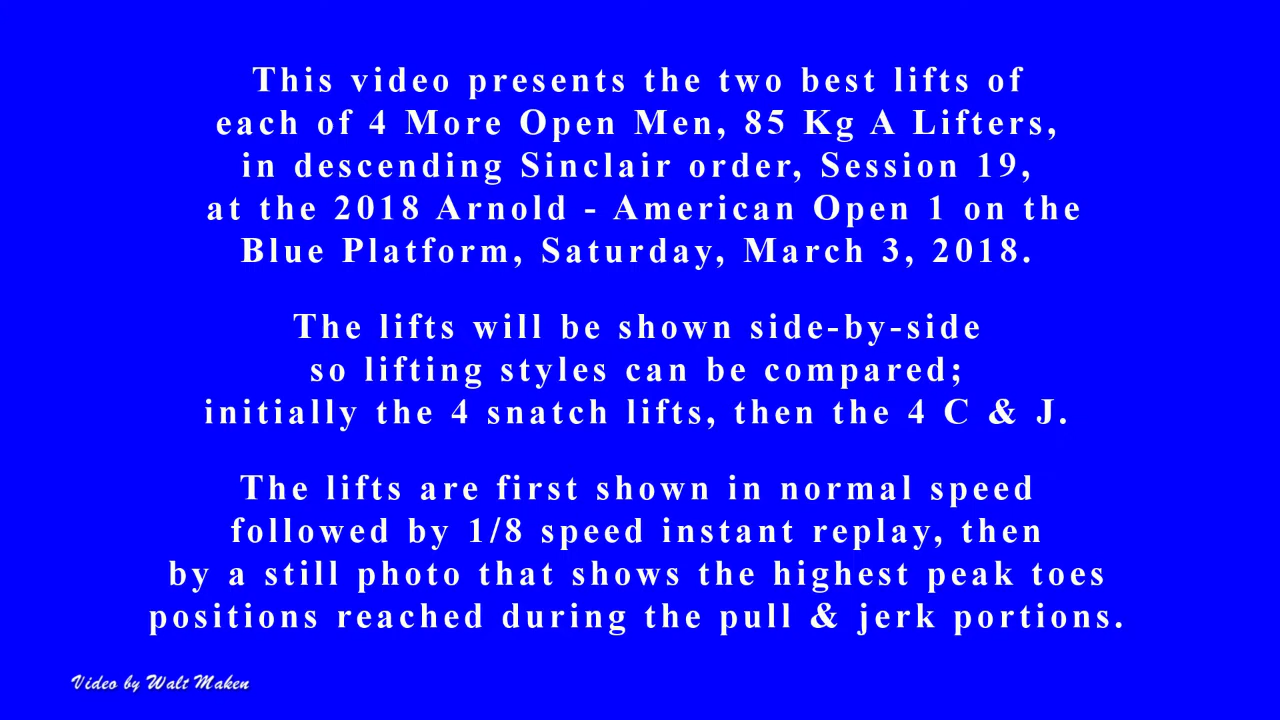 This video presents the two best lifts of
each of 4 More Open Men, 85 Kg A Lifters,
in descending Sinclair order, Session 19,
at the 2018 Arnold - American Open 1 on the
Blue Platform, Saturday, March 3, 2018.
The lifts will be shown side-by-side
so lifting styles can be compared;
initially the 4 snatch lifts, then the 4 C & J.
The lifts are first shown in normal speed
followed by 1/8 speed instant replay, then
by a still photo that shows the highest peak toes
positions reached during the pull & jerk portions.
Video by Walt Maken